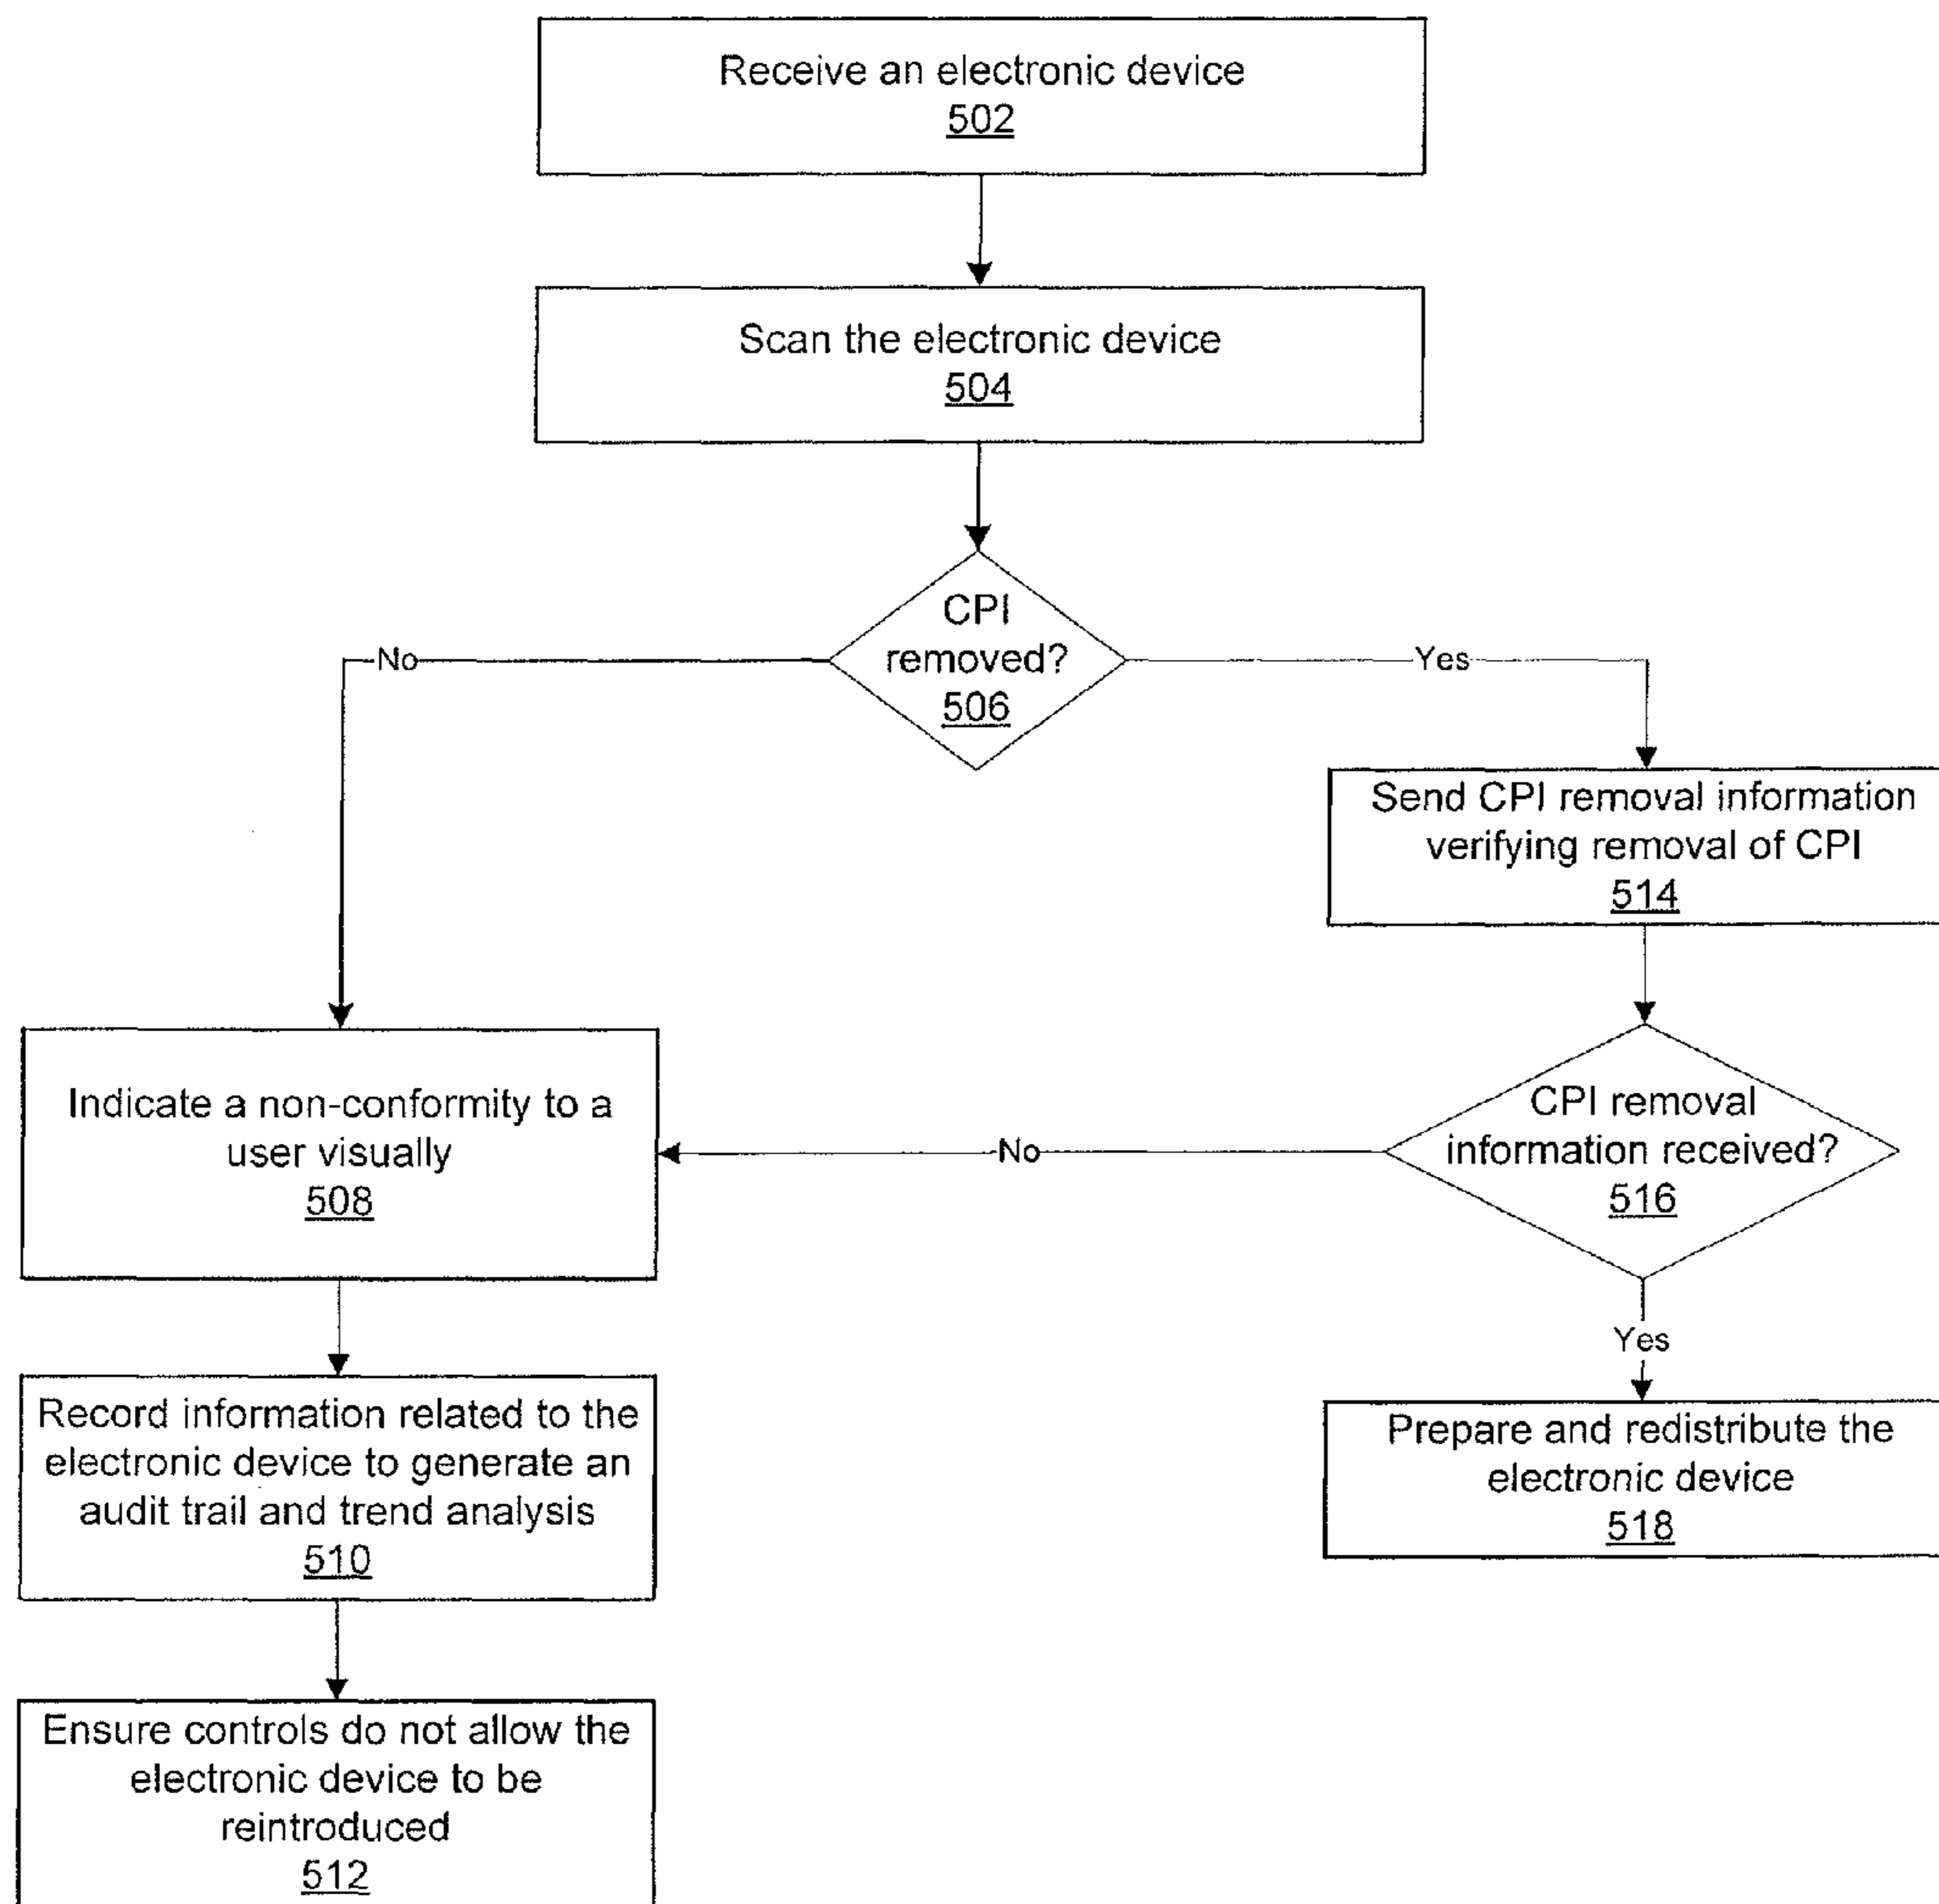 Receive an electronic device
502
Scan the electronic device
504
CPI
removed?
506
No
Yes
Send CPI removal information
verifying removal of CPI
514
Indicate a non-conformity to a
user visually
508
No
CPI removal
information received?
516
Yes
Record information related to the
electronic device to generate an
audit trail and trend analysis
510
Prepare and redistribute the
electronic device
518
Ensure controls do not allow the
electronic device to be
reintroduced
512